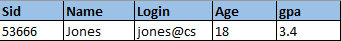 Sid Name Login Age gpa
53666 Jones jones@cs 18 3.4